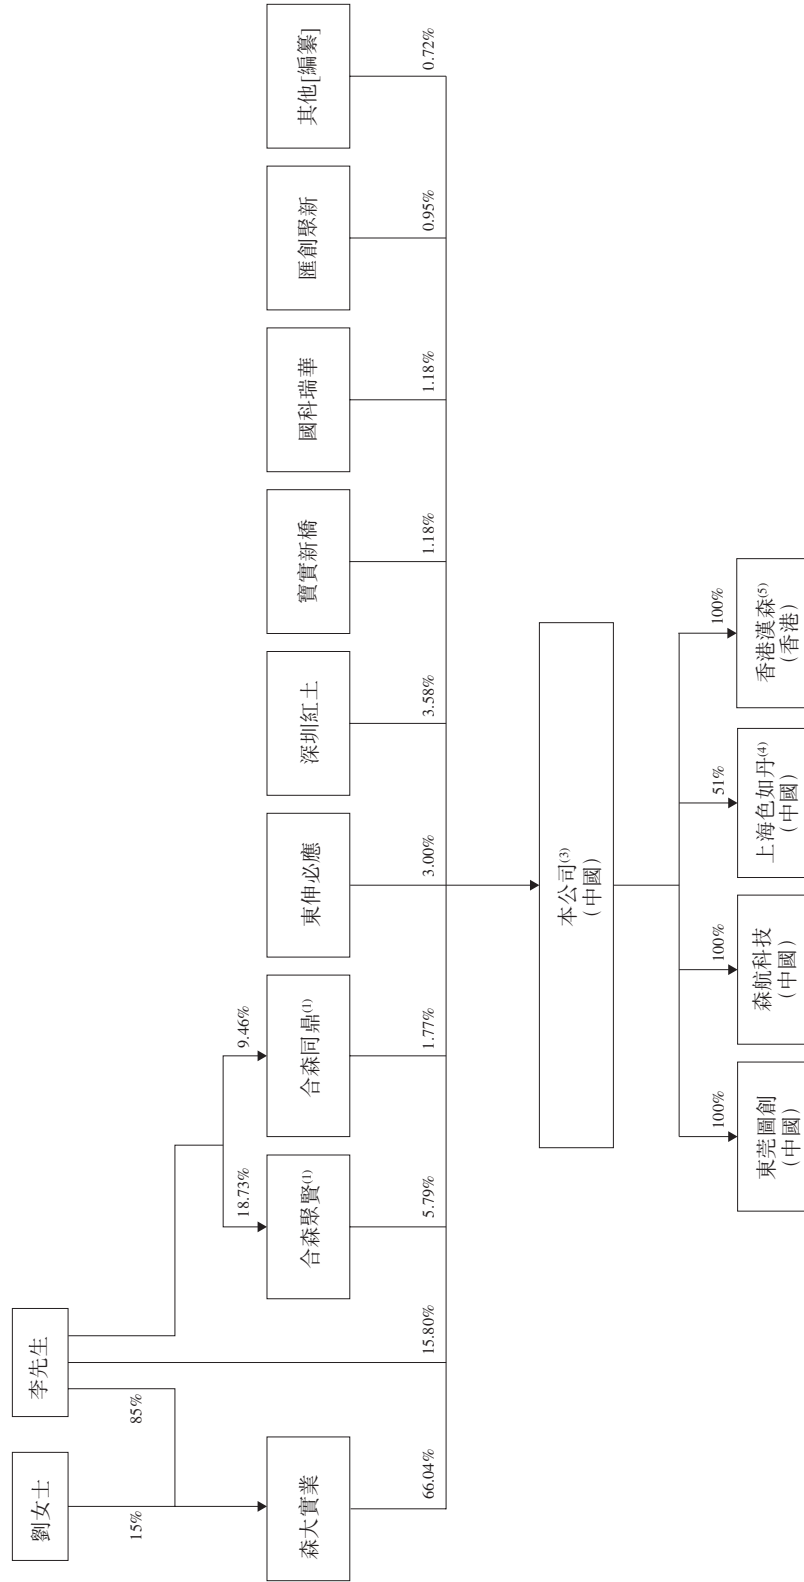 劉女士
李先生
15%
85%
18.73%
9.46%
森大實業
合森聚賢(1)
合森同鼎(1)
東伸必應
深圳紅土
寶實新橋
國科瑞華
匯創聚新
其他[編纂]
66.04%
15.80%
5.79%
1.77%
3.00%
3.58%
1.18%
1.18%
0.95%
0.72%
本公司(3)
(中國)
100%
100%
51%
100%
東莞圖創
(中國)
森航科技
(中國)
上海色如丹(4)
(中國)
香港漢森(5)
(香港)